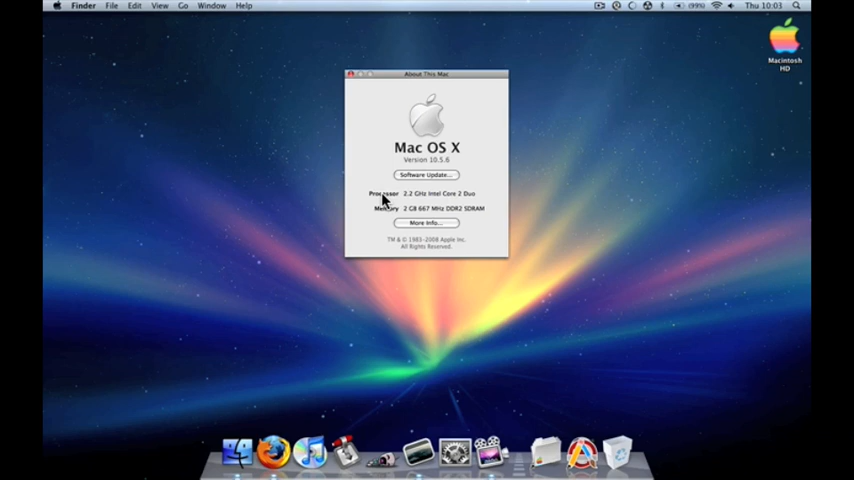 Finder File Edit View Go Window Help (99%) Thu 10:03
Macintosh
HD
About This Mac
Mac OS X
Version 10.5.6
Software Update...
Processor 2.2 GHz Intel Core 2 Duo
Memory 2 GB 667 MHz DDR2 SDRAM
More Info...
TM & © 1983-2008 Apple Inc.
All Rights Reserved.